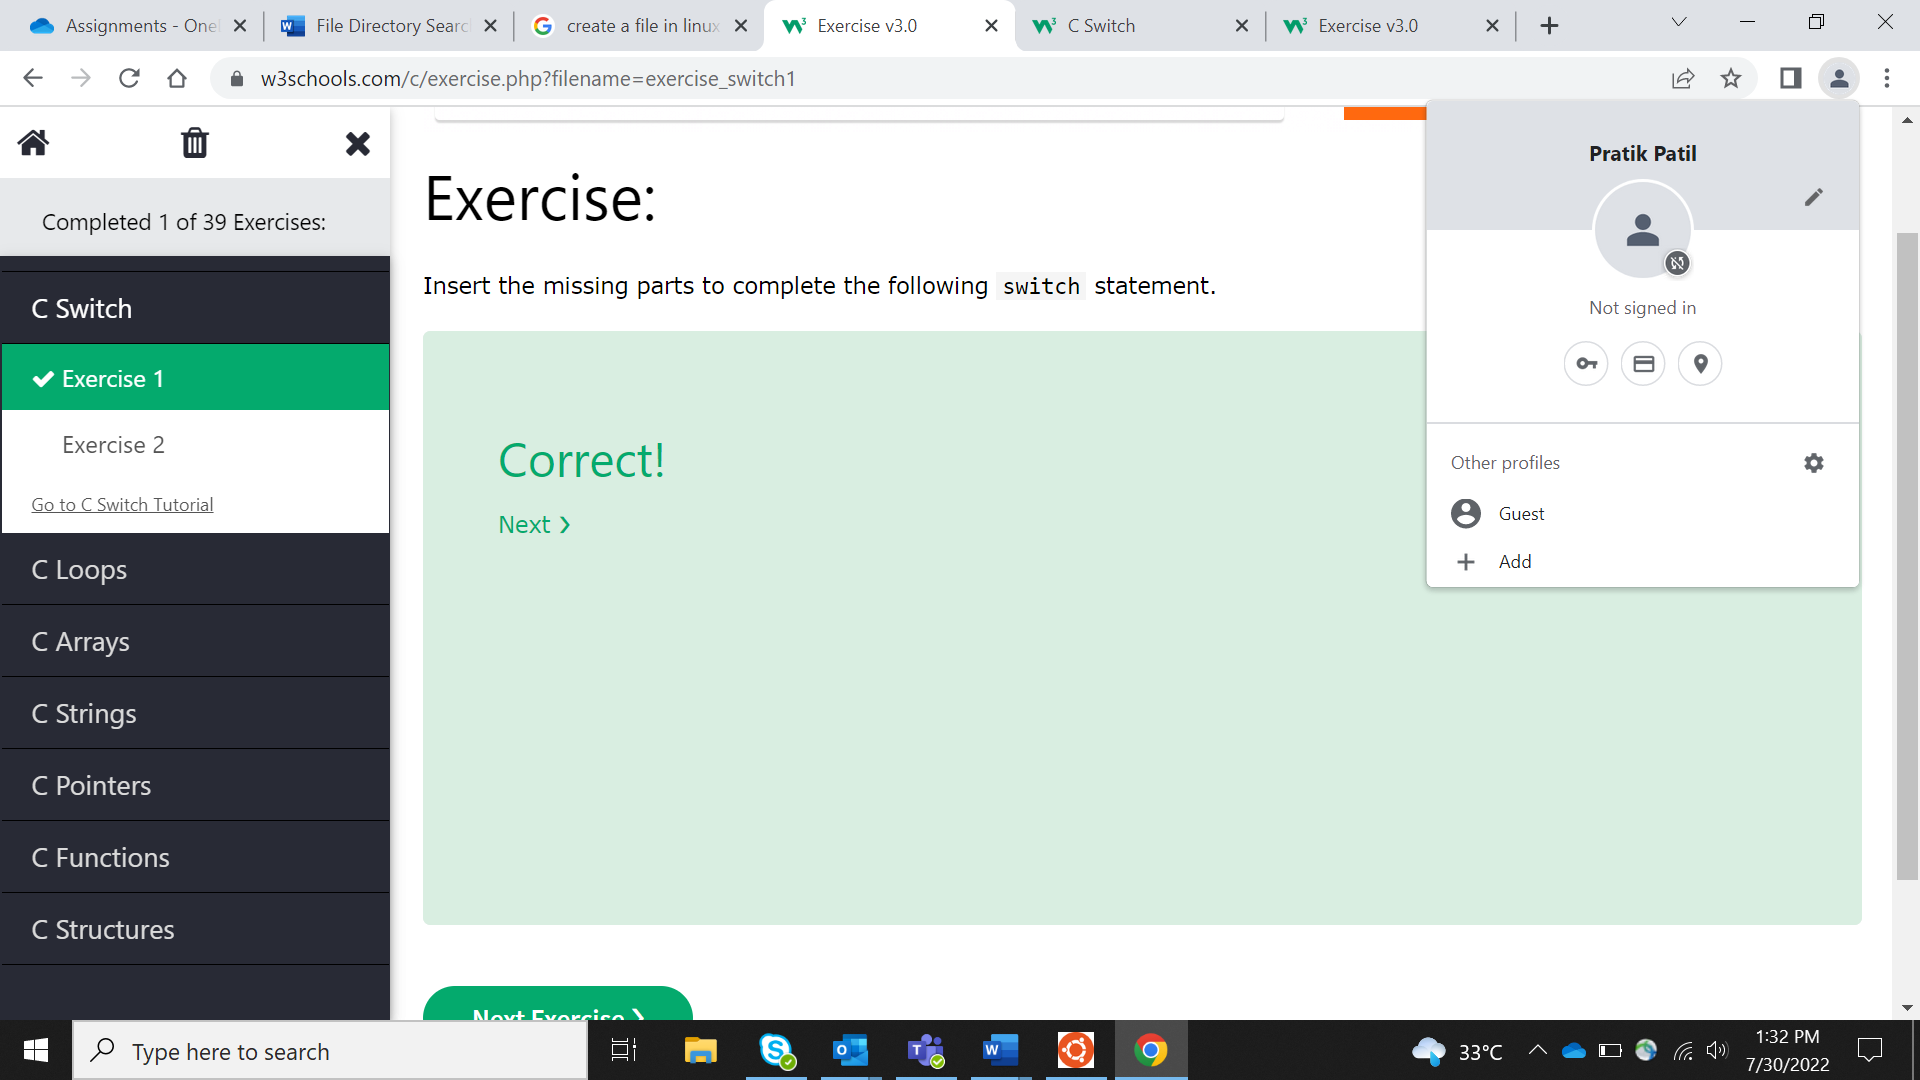 Assignments - One
File Directory Searc
create a file in linux
Exercise v3.0
C Switch
Exercise v3.0
w3schools.com/c/exercise.php?filename=exercise_switch1
Completed 1 of 39 Exercises:
C Switch
Exercise 1
Exercise 2
Go to C Switch Tutorial
C Loops
C Arrays
C Strings
C Pointers
C Functions
C Structures
Exercise:
Insert the missing parts to complete the following switch statement.
Correct!
Next ❯
Next Exercise ❯
Pratik Patil
Not signed in
Other profiles
Guest
Add
Type here to search
33°C
1:32 PM
7/30/2022